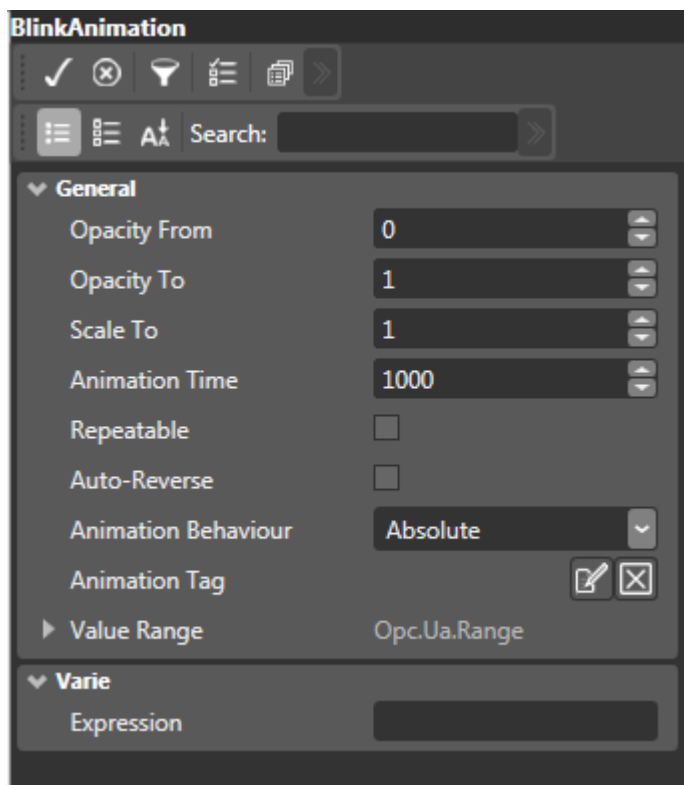 BlinkAnimation
Search:
General
Opacity From 0
Opacity To 1
Scale To 1
Animation Time 1000
Repeatable
Auto-Reverse
Animation Behaviour Absolute
Animation Tag
Value Range Opc.Ua.Range
Varie
Expression